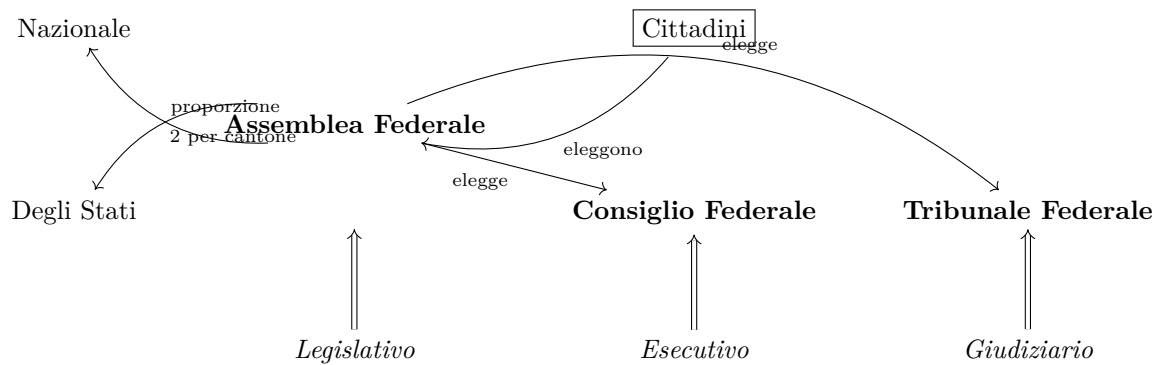 Nazionale
Cittadini
elegge
proporzione
Assemblea Federale
2 per cantone
eleggono
elegge
Degli Stati
Consiglio Federale
Tribunale Federale
Legislativo
Esecutivo
Giudiziario